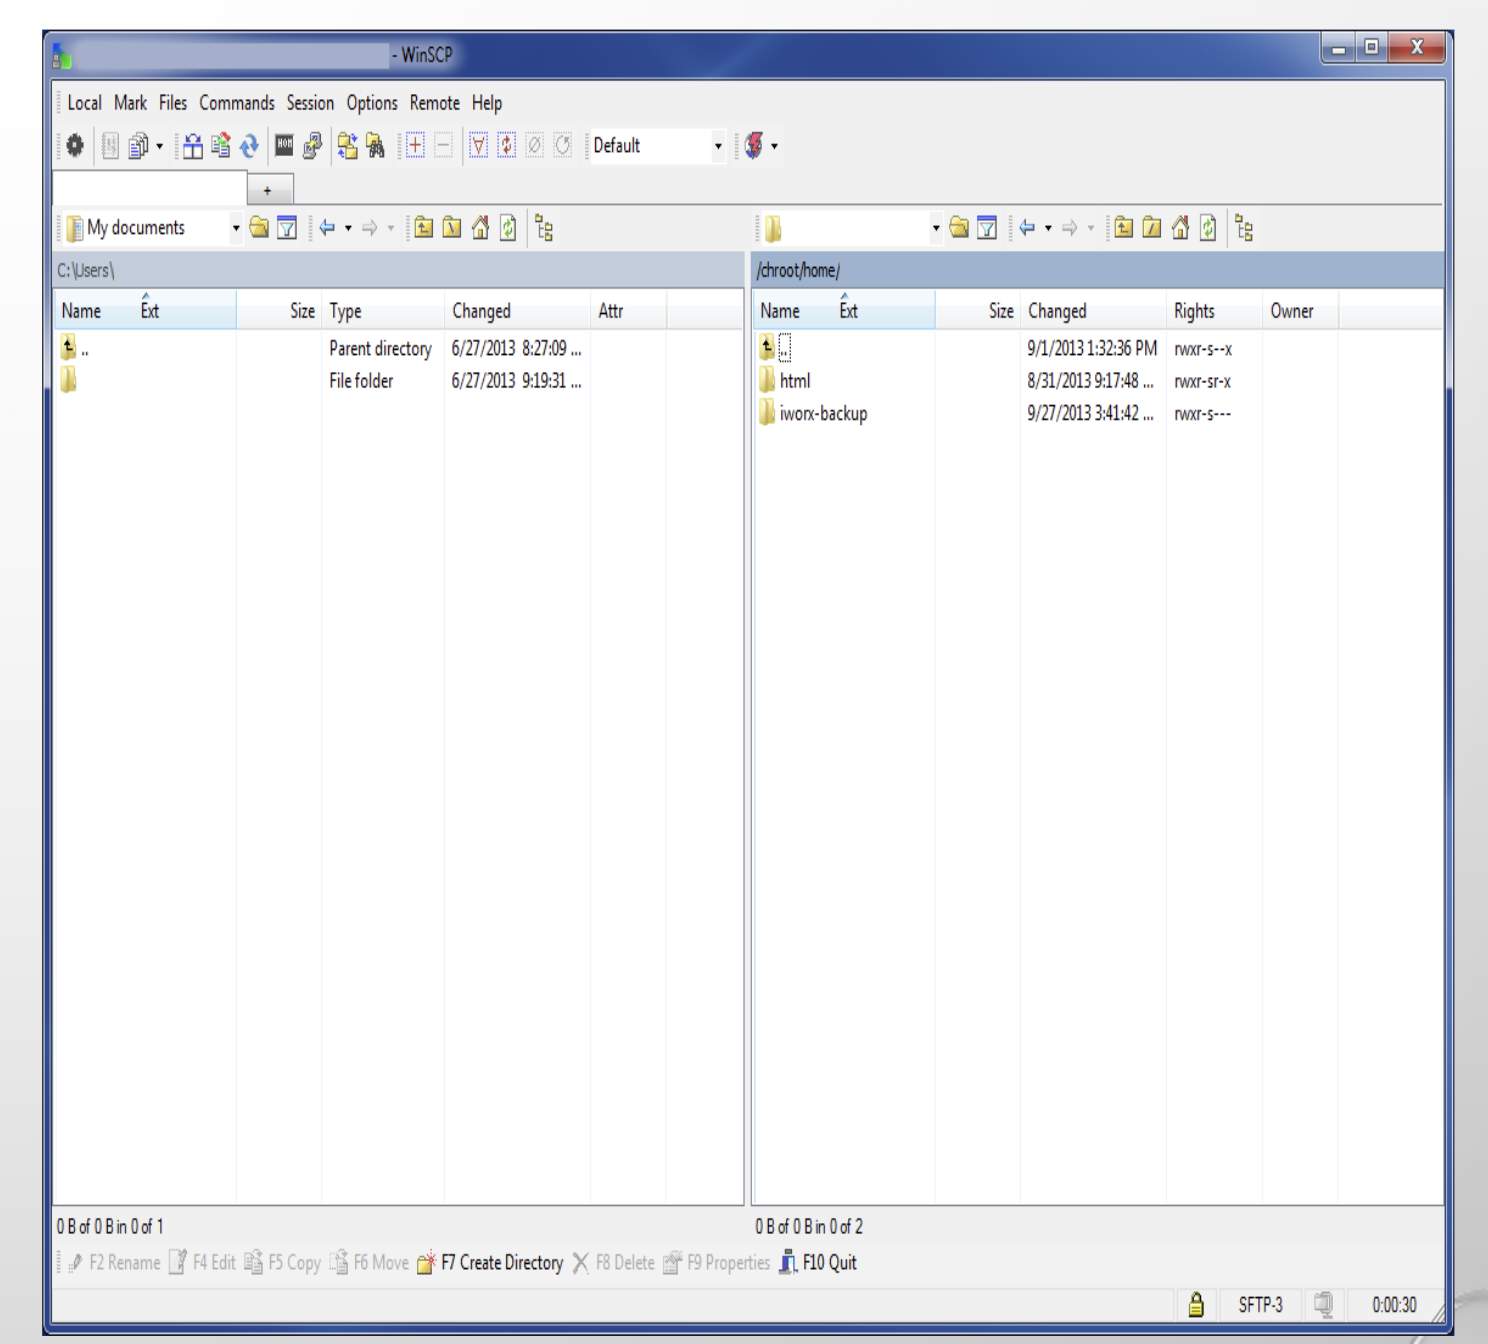 - WinSCP
Local Mark Files Commands Session Options Remote Help
Default
+
My documents
C:\Users\
/chroot/home/
Name Ext Size Type Changed Attr
.. Parent directory 6/27/2013 8:27:09 ...
File folder 6/27/2013 9:19:31 ...
Name Ext Size Changed Rights Owner
.. 9/1/2013 1:32:36 PM rwxr-s--x
html 8/31/2013 9:17:48 ... rwxr-sr-x
iworx-backup 9/27/2013 3:41:42 ... rwxr-s---
0 B of 0 B in 0 of 1
0 B of 0 B in 0 of 2
F2 Rename F4 Edit F5 Copy F6 Move F7 Create Directory F8 Delete F9 Properties F10 Quit
SFTP-3 0:00:30